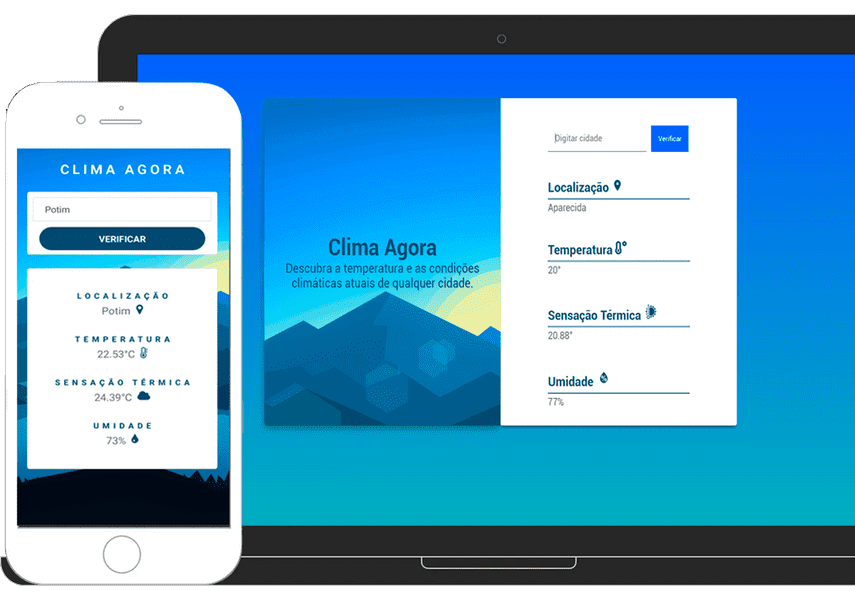 CLIMA AGORA
Potim
VERIFICAR
LOCALIZAÇÃO
Potim
TEMPERATURA
22.53°C
SENSAÇÃO TÉRMICA
24.39°C
UMIDADE
73%
Clima Agora
Descubra a temperatura e as condições
climáticas atuais de qualquer cidade.
Digitar cidade
Verificar
Localização
Aparecida
Temperatura
20°
Sensação Térmica
20.88°
Umidade
77%